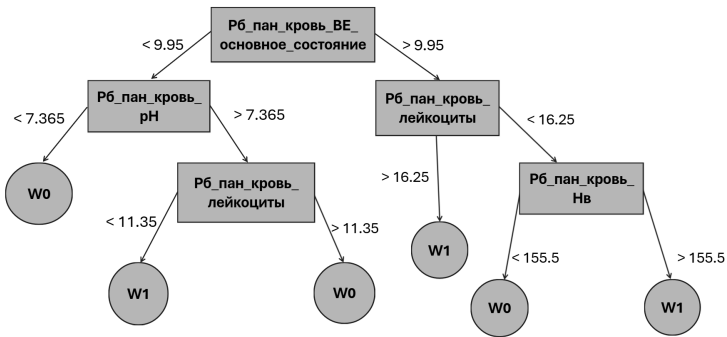 Рб_пан_кровь_BE_
основное_состояние
< 9.95
> 9.95
Рб_пан_кровь_
pH
Рб_пан_кровь_
лейкоциты
< 7.365
> 7.365
< 16.25
W0
Рб_пан_кровь_
лейкоциты
> 16.25
Рб_пан_кровь_
Нв
< 11.35
> 11.35
W1
< 155.5
> 155.5
W1
W0
W0
W1